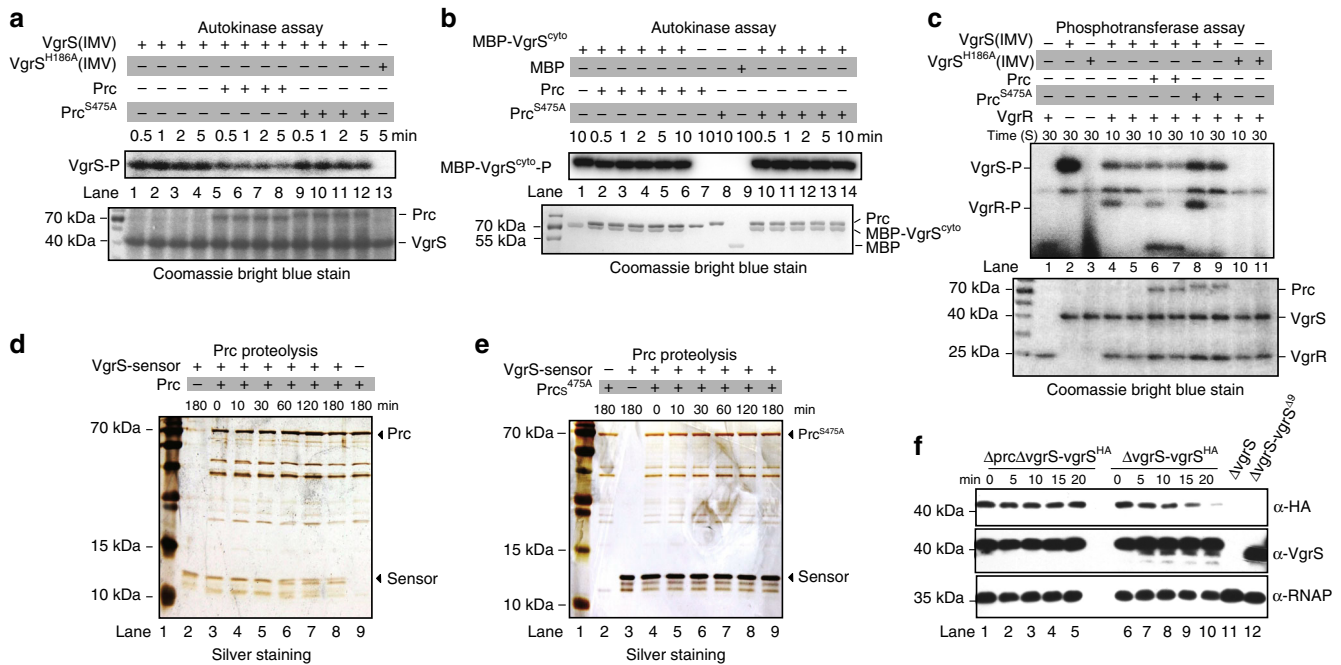 a
Autokinase assay
VgrS(IMV) + + + + + + + + + + + + –
VgrS^H186A(IMV) – – – – – – – – – – – – +
Prc – – – – + + + + – – – – –
Prc^S475A – – – – – – – – + + + + –
0.5 1 2 5 0.5 1 2 5 0.5 1 2 5 5 min
VgrS-P
Lane 1 2 3 4 5 6 7 8 9 10 11 12 13
70 kDa
Prc
40 kDa
VgrS
Coomassie bright blue stain
b
Autokinase assay
MBP-VgrS^cyto + + + + + + – – – + + + + +
MBP – – – – – – – – + – – – – –
Prc – + + + + + + – – – – – – –
Prc^S475A – – – – – – – + – + + + + +
10 0.5 1 2 5 10 10 10 10 0.5 1 2 5 10 min
MBP-VgrS^cyto-P
Lane 1 2 3 4 5 6 7 8 9 10 11 12 13 14
70 kDa
55 kDa
Prc
MBP-VgrS^cyto
MBP
Coomassie bright blue stain
c
Phosphotransferase assay
VgrS(IMV) – + – + + + + + + – –
VgrS^H186A(IMV) – – + – – – – – – + +
Prc – – – – – + + – – – –
Prc^S475A – – – – – – – + + – –
VgrR + – – + + + + + + + +
Time (S) 30 30 30 10 30 10 30 10 30 10 30
VgrS-P
VgrR-P
Lane 1 2 3 4 5 6 7 8 9 10 11
70 kDa
Prc
40 kDa
VgrS
25 kDa
VgrR
Coomassie bright blue stain
d
Prc proteolysis
VgrS-sensor + + + + + + + –
Prc – + + + + + + +
180 0 10 30 60 120 180 180 min
70 kDa
Prc
15 kDa
Sensor
10 kDa
Lane 1 2 3 4 5 6 7 8 9
Silver staining
e
Prc proteolysis
VgrS-sensor – + + + + + + +
Prcs^475A + – + + + + + +
180 180 0 10 30 60 120 180 min
70 kDa
Prc^S475A
15 kDa
Sensor
10 kDa
Lane 1 2 3 4 5 6 7 8 9
Silver staining
f
ΔprcΔvgrS-vgrS^HA
ΔvgrS-vgrS^HA
ΔvgrS
ΔvgrS-vgrS^Δ9
min 0 5 10 15 20 0 5 10 15 20
40 kDa
α-HA
40 kDa
α-VgrS
35 kDa
α-RNAP
Lane 1 2 3 4 5 6 7 8 9 10 11 12